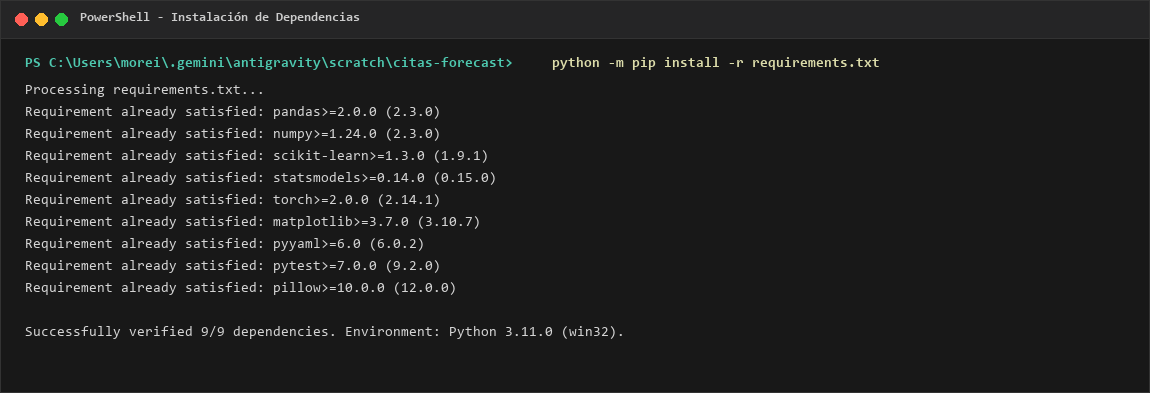 PowerShell - Instalación de Dependencias
PS C:\Users\morei\.gemini\antigravity\scratch\citas-forecast> python -m pip install -r requirements.txt
Processing requirements.txt...
Requirement already satisfied: pandas>=2.0.0 (2.3.0)
Requirement already satisfied: numpy>=1.24.0 (2.3.0)
Requirement already satisfied: scikit-learn>=1.3.0 (1.9.1)
Requirement already satisfied: statsmodels>=0.14.0 (0.15.0)
Requirement already satisfied: torch>=2.0.0 (2.14.1)
Requirement already satisfied: matplotlib>=3.7.0 (3.10.7)
Requirement already satisfied: pyyaml>=6.0 (6.0.2)
Requirement already satisfied: pytest>=7.0.0 (9.2.0)
Requirement already satisfied: pillow>=10.0.0 (12.0.0)
Successfully verified 9/9 dependencies. Environment: Python 3.11.0 (win32).